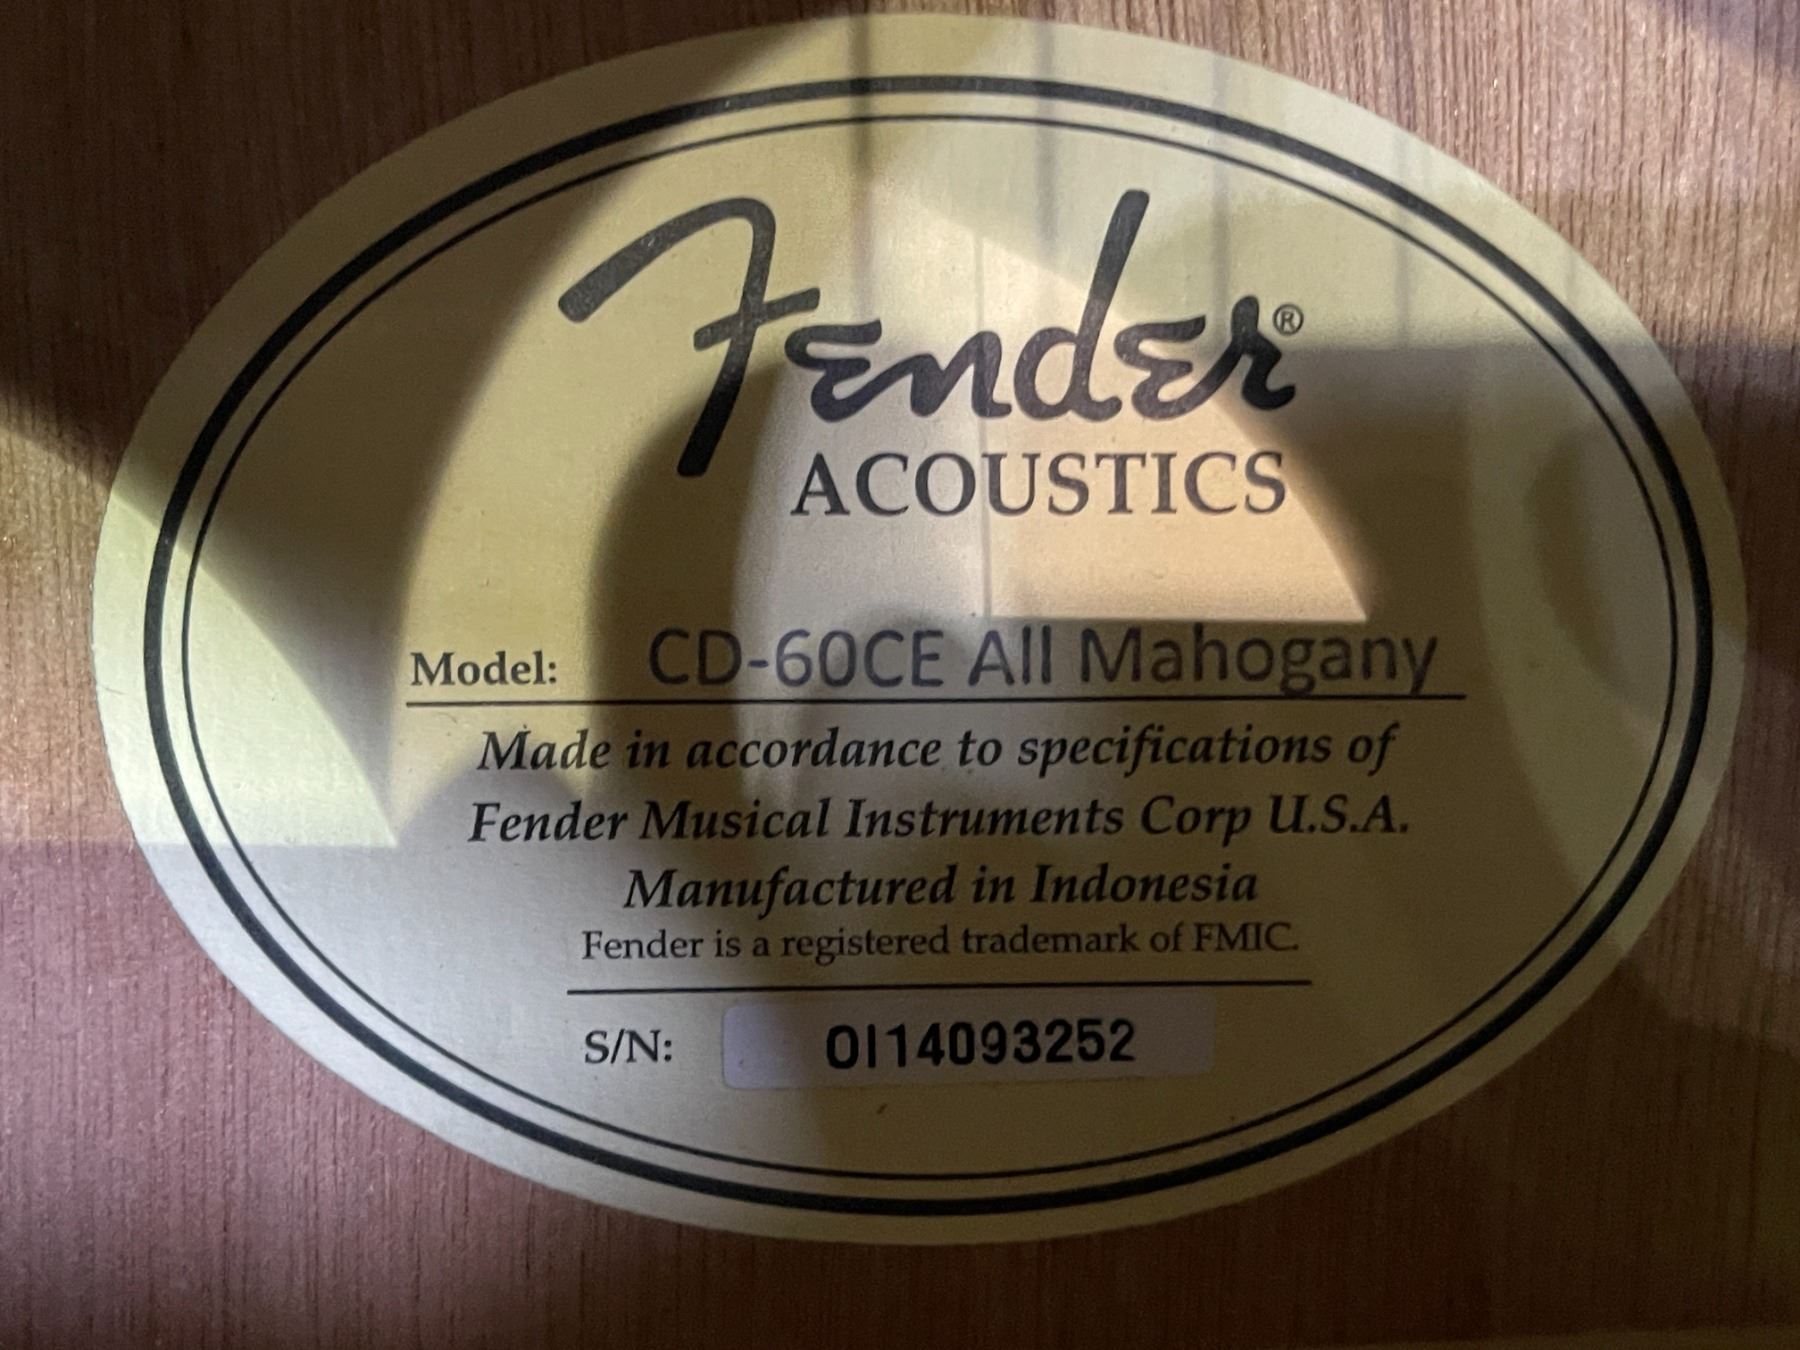 Fender®
ACOUSTICS
Model: CD-60CE All Mahogany
Made in accordance to specifications of
Fender Musical Instruments Corp U.S.A.
Manufactured in Indonesia
Fender is a registered trademark of FMIC.
S/N: OI14093252